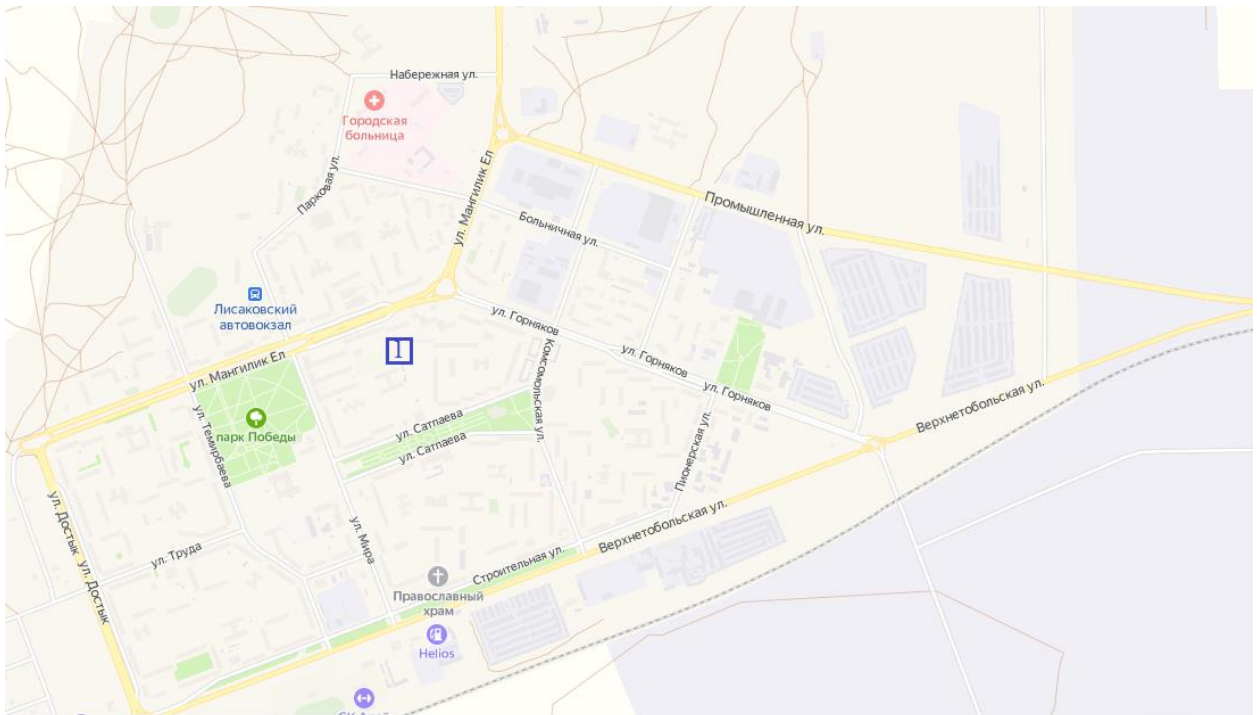 Набережная ул.
Городская
больница
Парковая ул.
ул. Мангилик Ел
Промышленная ул.
Больничная ул.
Лисаковский
автовокзал
ул. Горняков
Комсомольская ул.
ул. Горняков
ул. Мангилик Ел
ул. Горняков
Верхнетобольская ул.
парк Победы
ул. Темирбаева
ул. Сатпаева
ул. Сатпаева
Пионерская ул.
ул. Достык
ул. Достык
ул. Мира
ул. Труда
Верхнетобольская ул.
Строительная ул.
Православный
храм
Helios